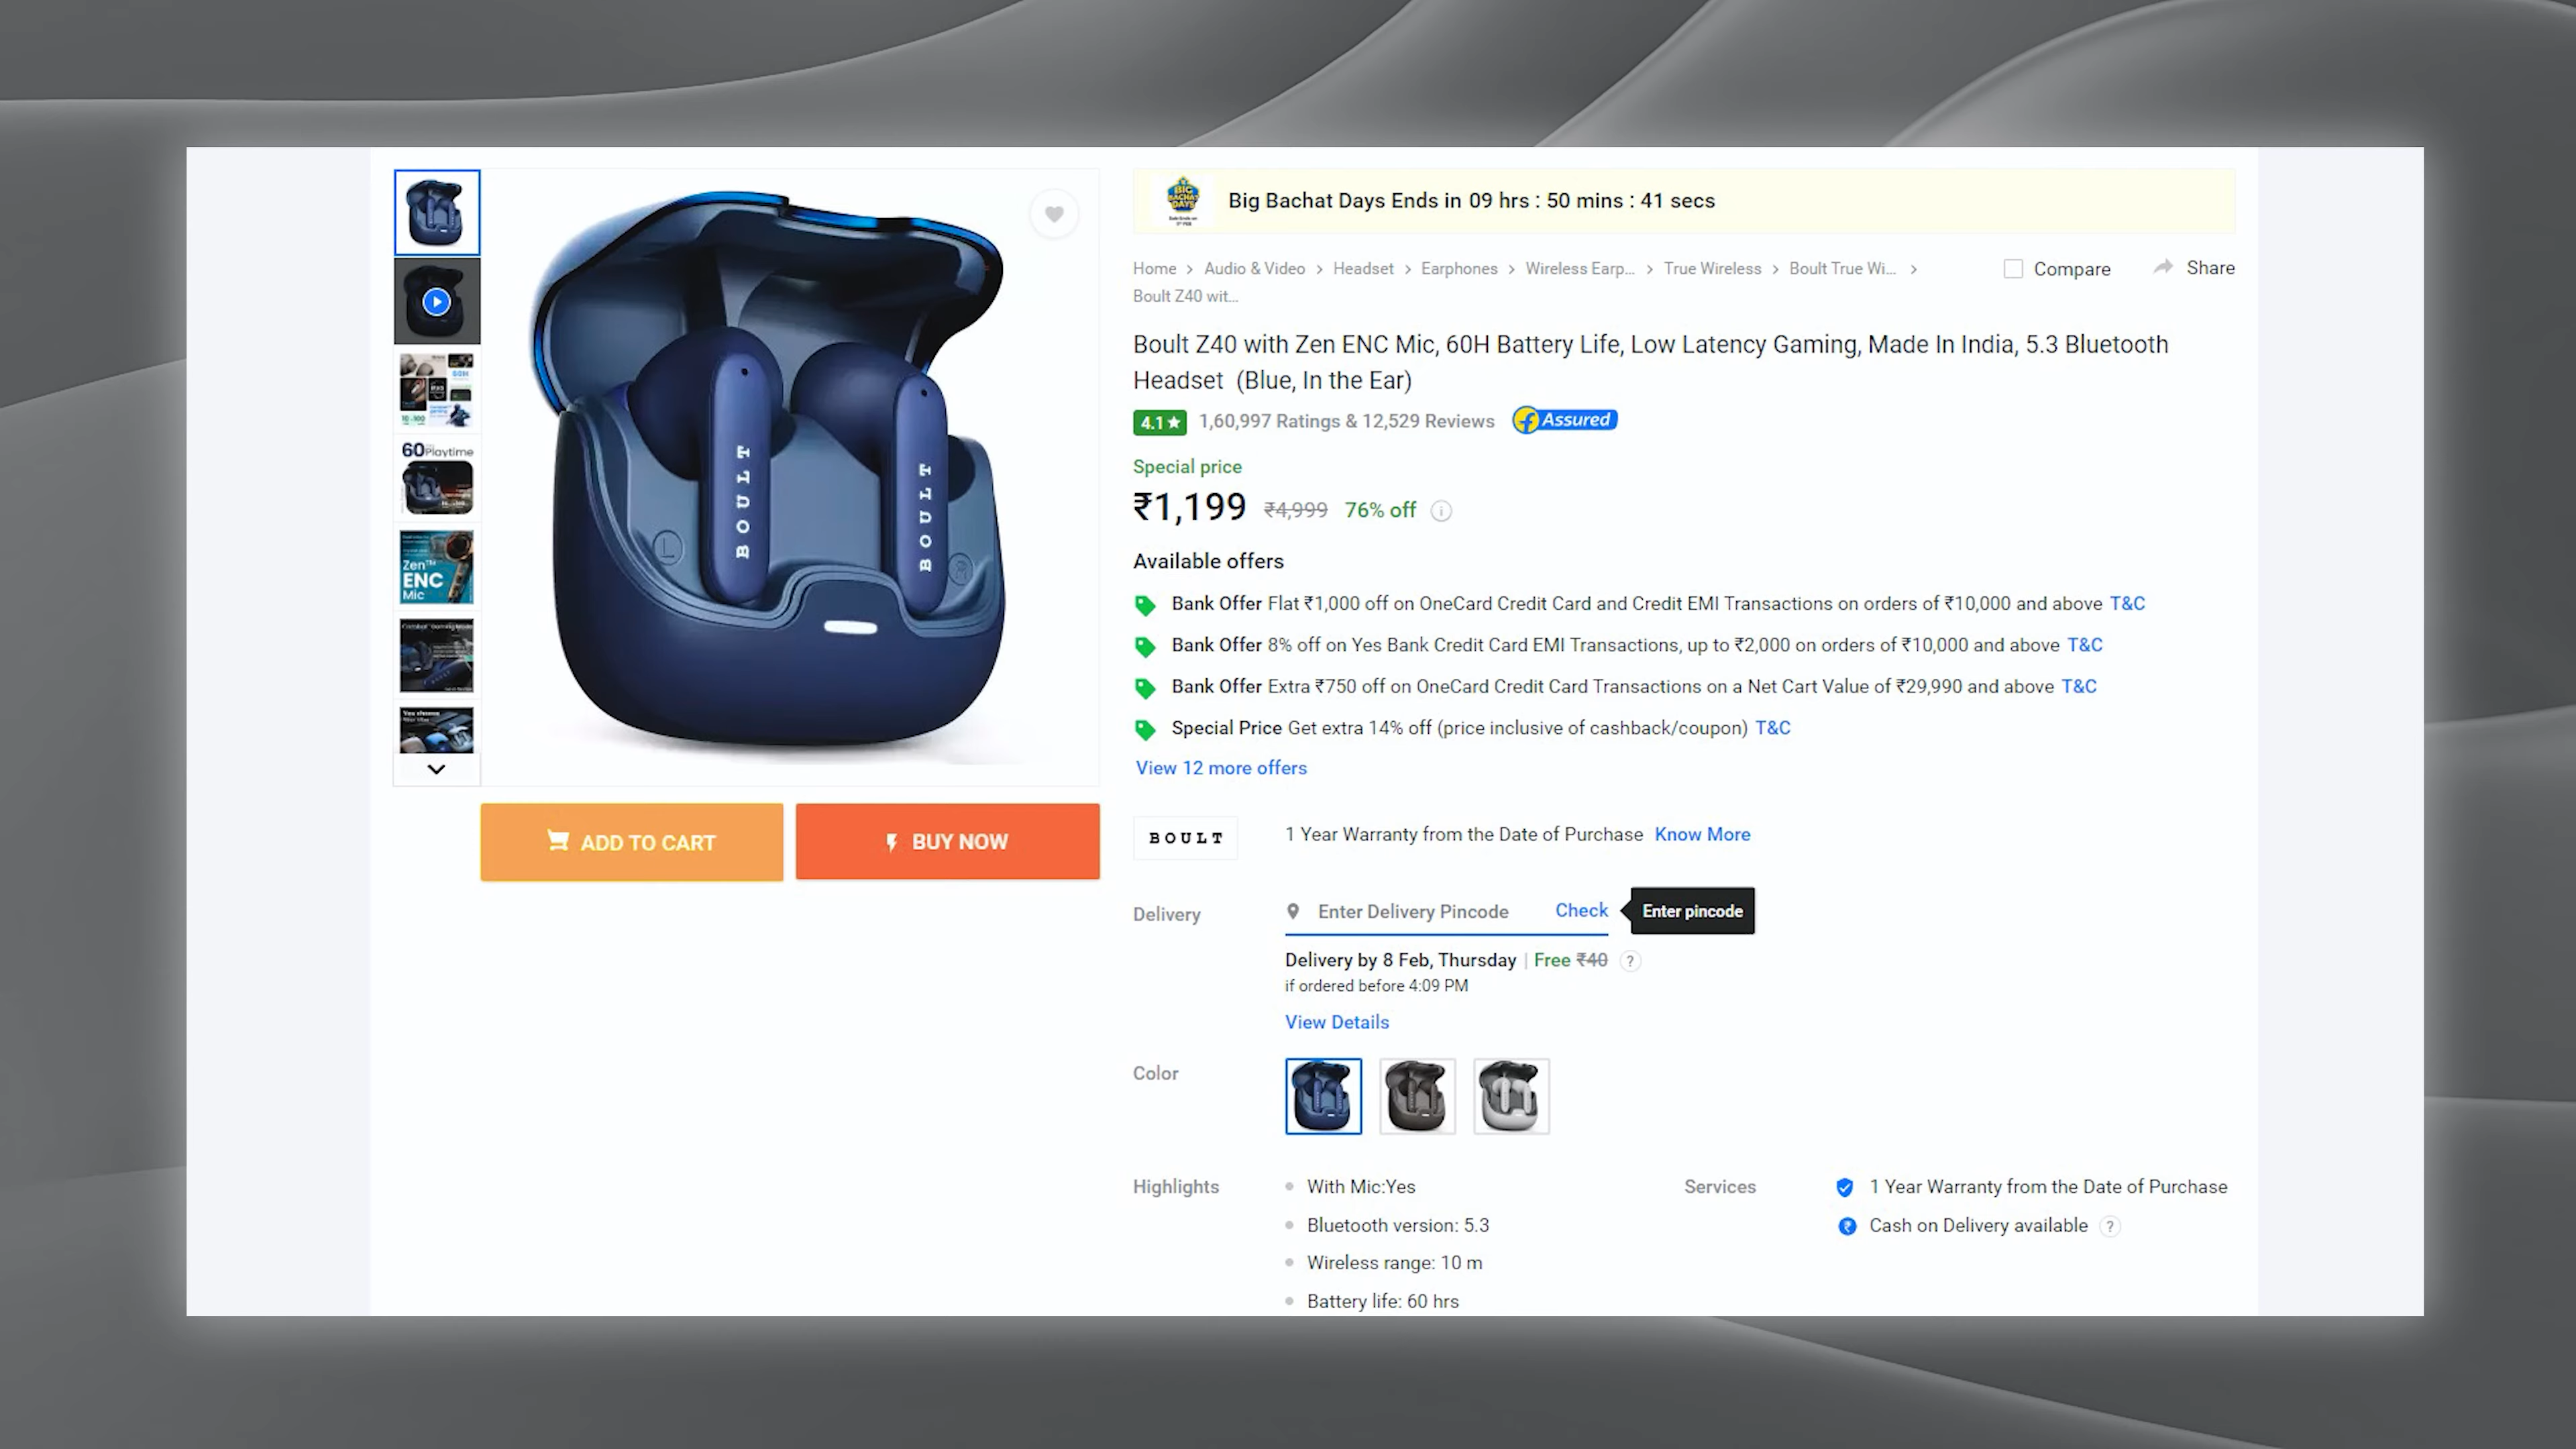 BIG BACHAT DAYS
Big Bachat Days Ends in 09 hrs : 50 mins : 41 secs
Home > Audio & Video > Headset > Earphones > Wireless Earp... > True Wireless > Boult True Wi... >
Boult Z40 wit...
Compare
Share
Boult Z40 with Zen ENC Mic, 60H Battery Life, Low Latency Gaming, Made In India, 5.3 Bluetooth
Headset (Blue, In the Ear)
4.1★ 1,60,997 Ratings & 12,529 Reviews Assured
Special price
₹1,199 ₹4,999 76% off
Available offers
Bank Offer Flat ₹1,000 off on OneCard Credit Card and Credit EMI Transactions on orders of ₹10,000 and above T&C
Bank Offer 8% off on Yes Bank Credit Card EMI Transactions, up to ₹2,000 on orders of ₹10,000 and above T&C
Bank Offer Extra ₹750 off on OneCard Credit Card Transactions on a Net Cart Value of ₹29,990 and above T&C
Special Price Get extra 14% off (price inclusive of cashback/coupon) T&C
View 12 more offers
60 Playtime
Zen™
ENC
Mic
BOULT
BOULT
L
R
ADD TO CART
BUY NOW
BOULT
1 Year Warranty from the Date of Purchase Know More
Delivery
Enter Delivery Pincode Check
Enter pincode
Delivery by 8 Feb, Thursday | Free ₹40 ?
if ordered before 4:09 PM
View Details
Color
Highlights
With Mic:Yes
Bluetooth version: 5.3
Wireless range: 10 m
Battery life: 60 hrs
Services
1 Year Warranty from the Date of Purchase
Cash on Delivery available ?